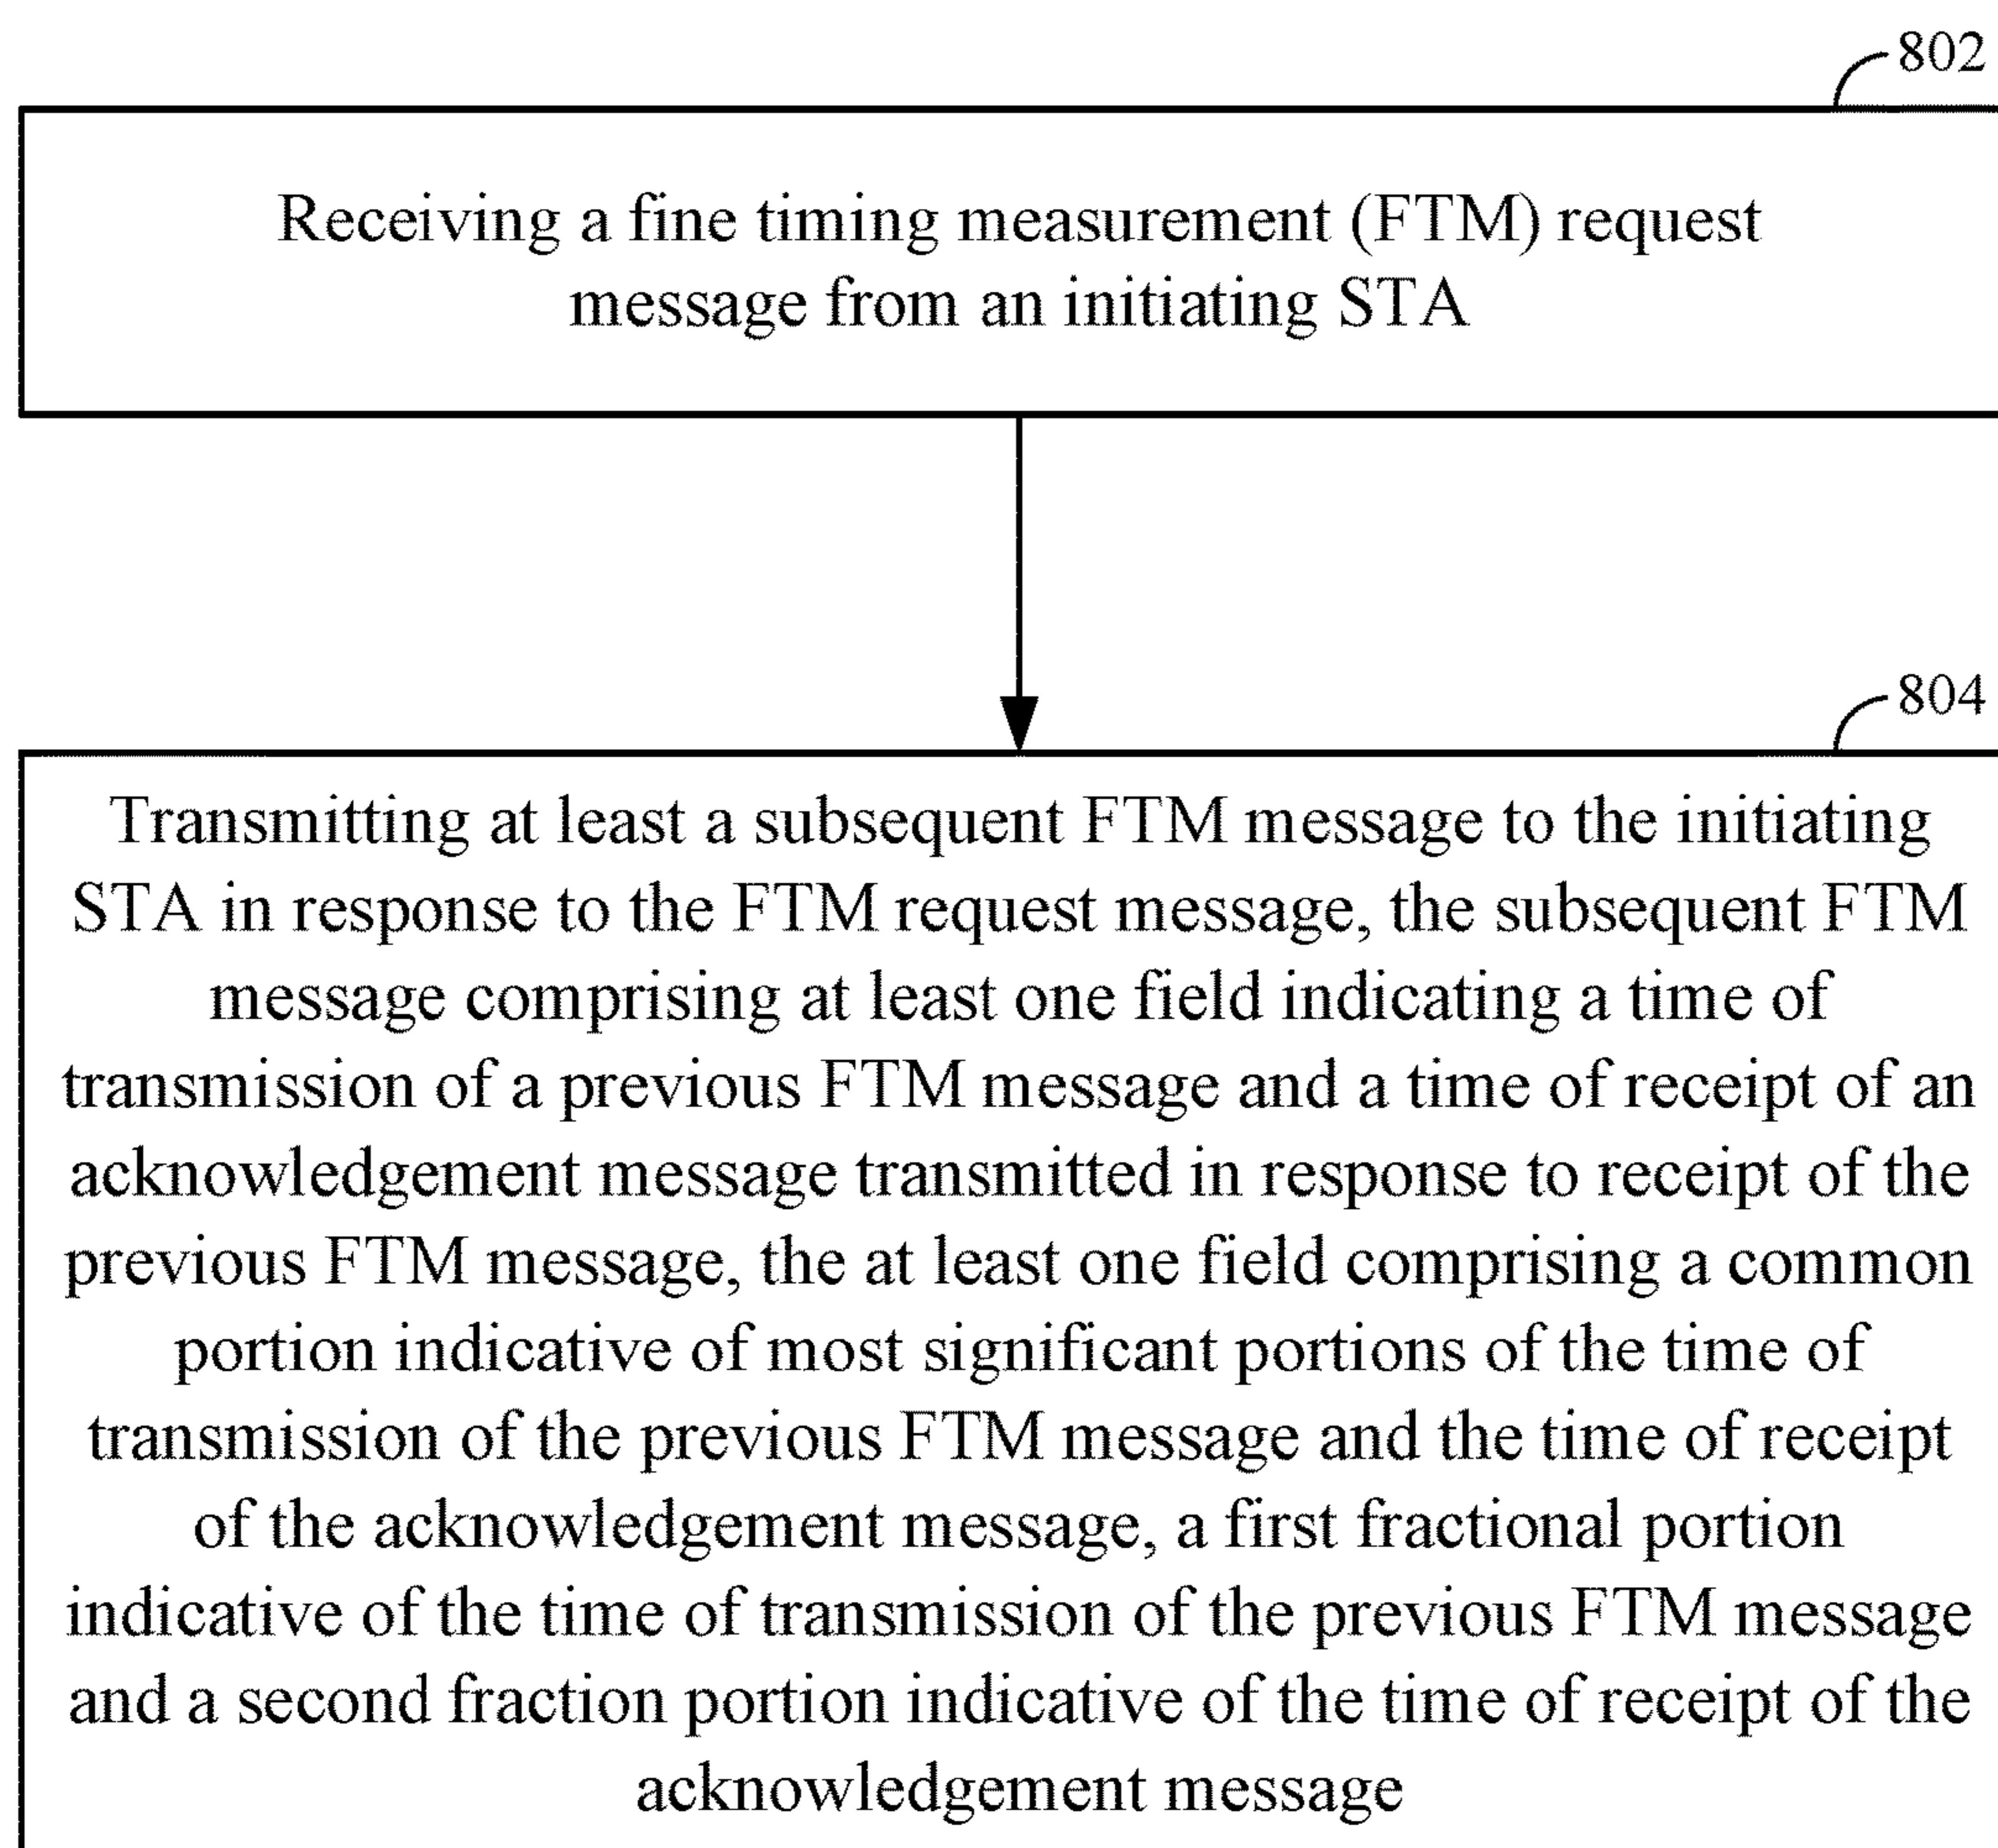 802
Receiving a fine timing measurement (FTM) request
message from an initiating STA
804
Transmitting at least a subsequent FTM message to the initiating
STA in response to the FTM request message, the subsequent FTM
message comprising at least one field indicating a time of
transmission of a previous FTM message and a time of receipt of an
acknowledgement message transmitted in response to receipt of the
previous FTM message, the at least one field comprising a common
portion indicative of most significant portions of the time of
transmission of the previous FTM message and the time of receipt
of the acknowledgement message, a first fractional portion
indicative of the time of transmission of the previous FTM message
and a second fraction portion indicative of the time of receipt of the
acknowledgement message